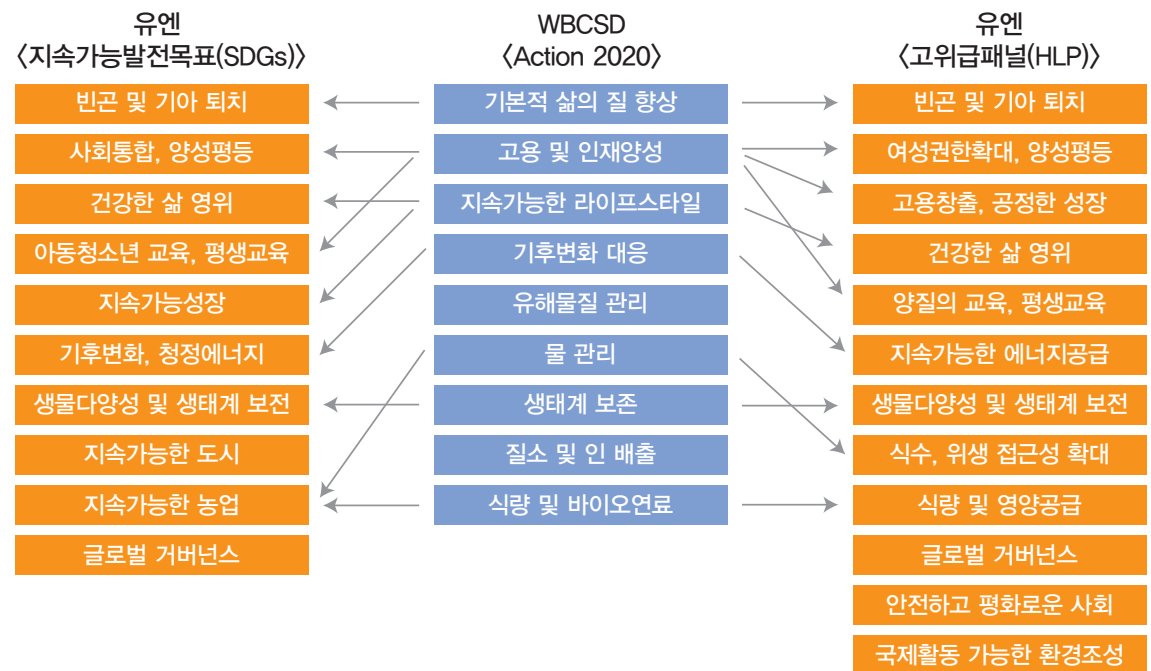 유엔
〈지속가능발전목표(SDGs)〉
빈곤 및 기아 퇴치
사회통합, 양성평등
건강한 삶 영위
아동청소년 교육, 평생교육
지속가능성장
기후변화, 청정에너지
생물다양성 및 생태계 보전
지속가능한 도시
지속가능한 농업
글로벌 거버넌스
WBCSD
〈Action 2020〉
기본적 삶의 질 향상
고용 및 인재양성
지속가능한 라이프스타일
기후변화 대응
유해물질 관리
물 관리
생태계 보존
질소 및 인 배출
식량 및 바이오연료
유엔
〈고위급패널(HLP)〉
빈곤 및 기아 퇴치
여성권한확대, 양성평등
고용창출, 공정한 성장
건강한 삶 영위
양질의 교육, 평생교육
지속가능한 에너지공급
생물다양성 및 생태계 보전
식수, 위생 접근성 확대
식량 및 영양공급
글로벌 거버넌스
안전하고 평화로운 사회
국제활동 가능한 환경조성